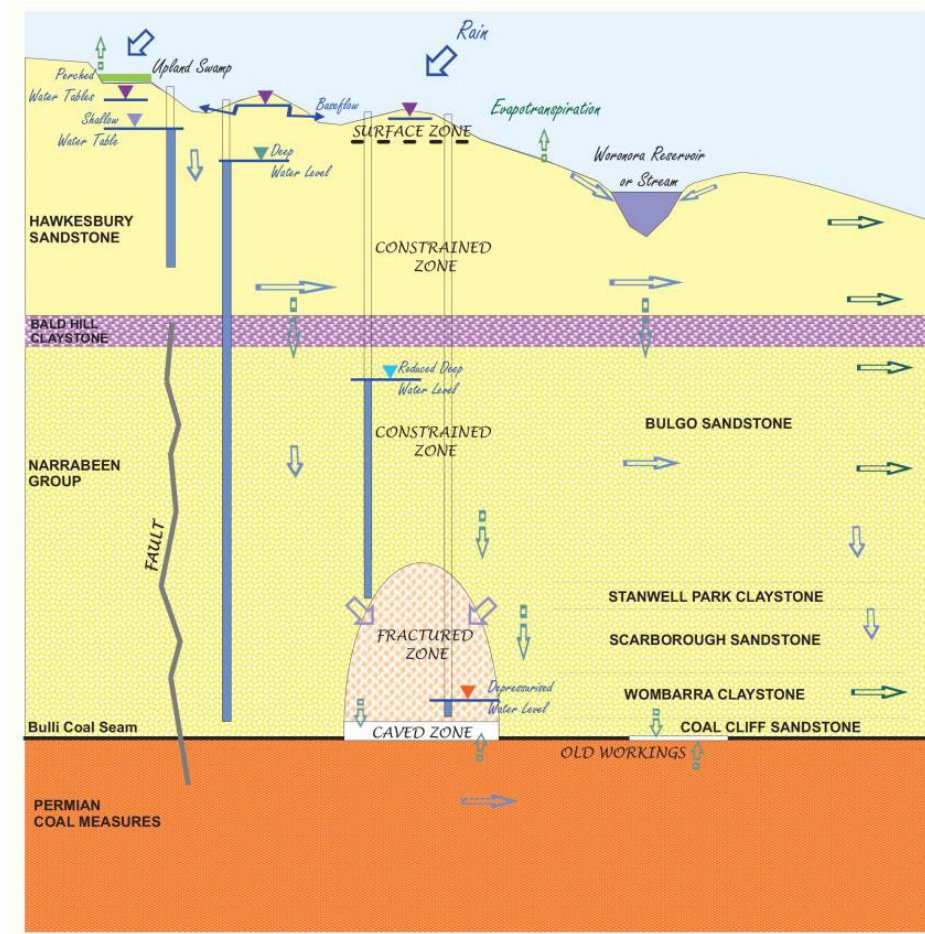 Rain
Upland Swamp
Perched
Water Tables
Shallow
Water Table
Baseflow
Evapotranspiration
SURFACE ZONE
Deep
Water Level
Woronora Reservoir
or Stream
HAWKESBURY
SANDSTONE
CONSTRAINED
ZONE
BALD HILL
CLAYSTONE
Reduced Deep
Water Level
BULGO SANDSTONE
CONSTRAINED
ZONE
NARRABEEN
GROUP
FAULT
STANWELL PARK CLAYSTONE
FRACTURED
ZONE
SCARBOROUGH SANDSTONE
Depressurised
Water Level
WOMBARRA CLAYSTONE
Bulli Coal Seam
CAVED ZONE
COAL CLIFF SANDSTONE
OLD WORKINGS
PERMIAN
COAL MEASURES